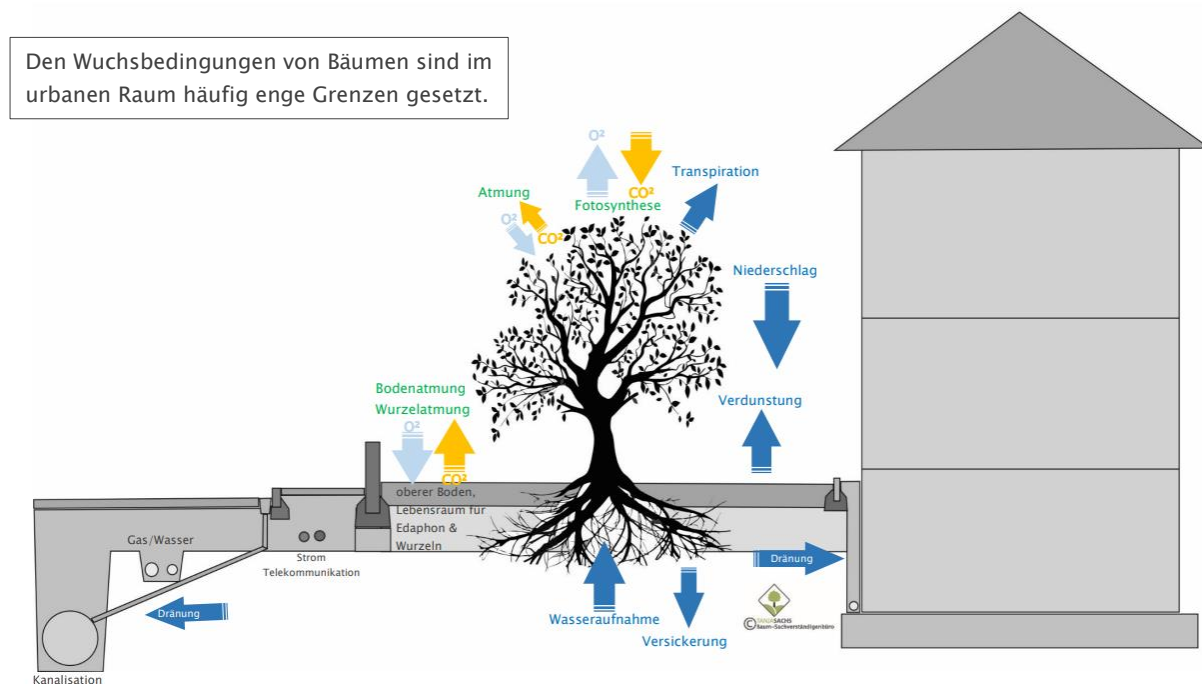 Den Wuchsbedingungen von Bäumen sind im
urbanen Raum häufig enge Grenzen gesetzt.
O²
CO²
Transpiration
Atmung
Fotosynthese
O²
CO²
Niederschlag
Bodenatmung
Wurzelatmung
O²
CO²
Verdunstung
oberer Boden,
Lebensraum für
Edaphon &
Wurzeln
Gas/Wasser
Strom
Telekommunikation
Dränung
Dränung
Wasseraufnahme
Versickerung
©
Baum-Sachverständigenbüro
Kanalisation